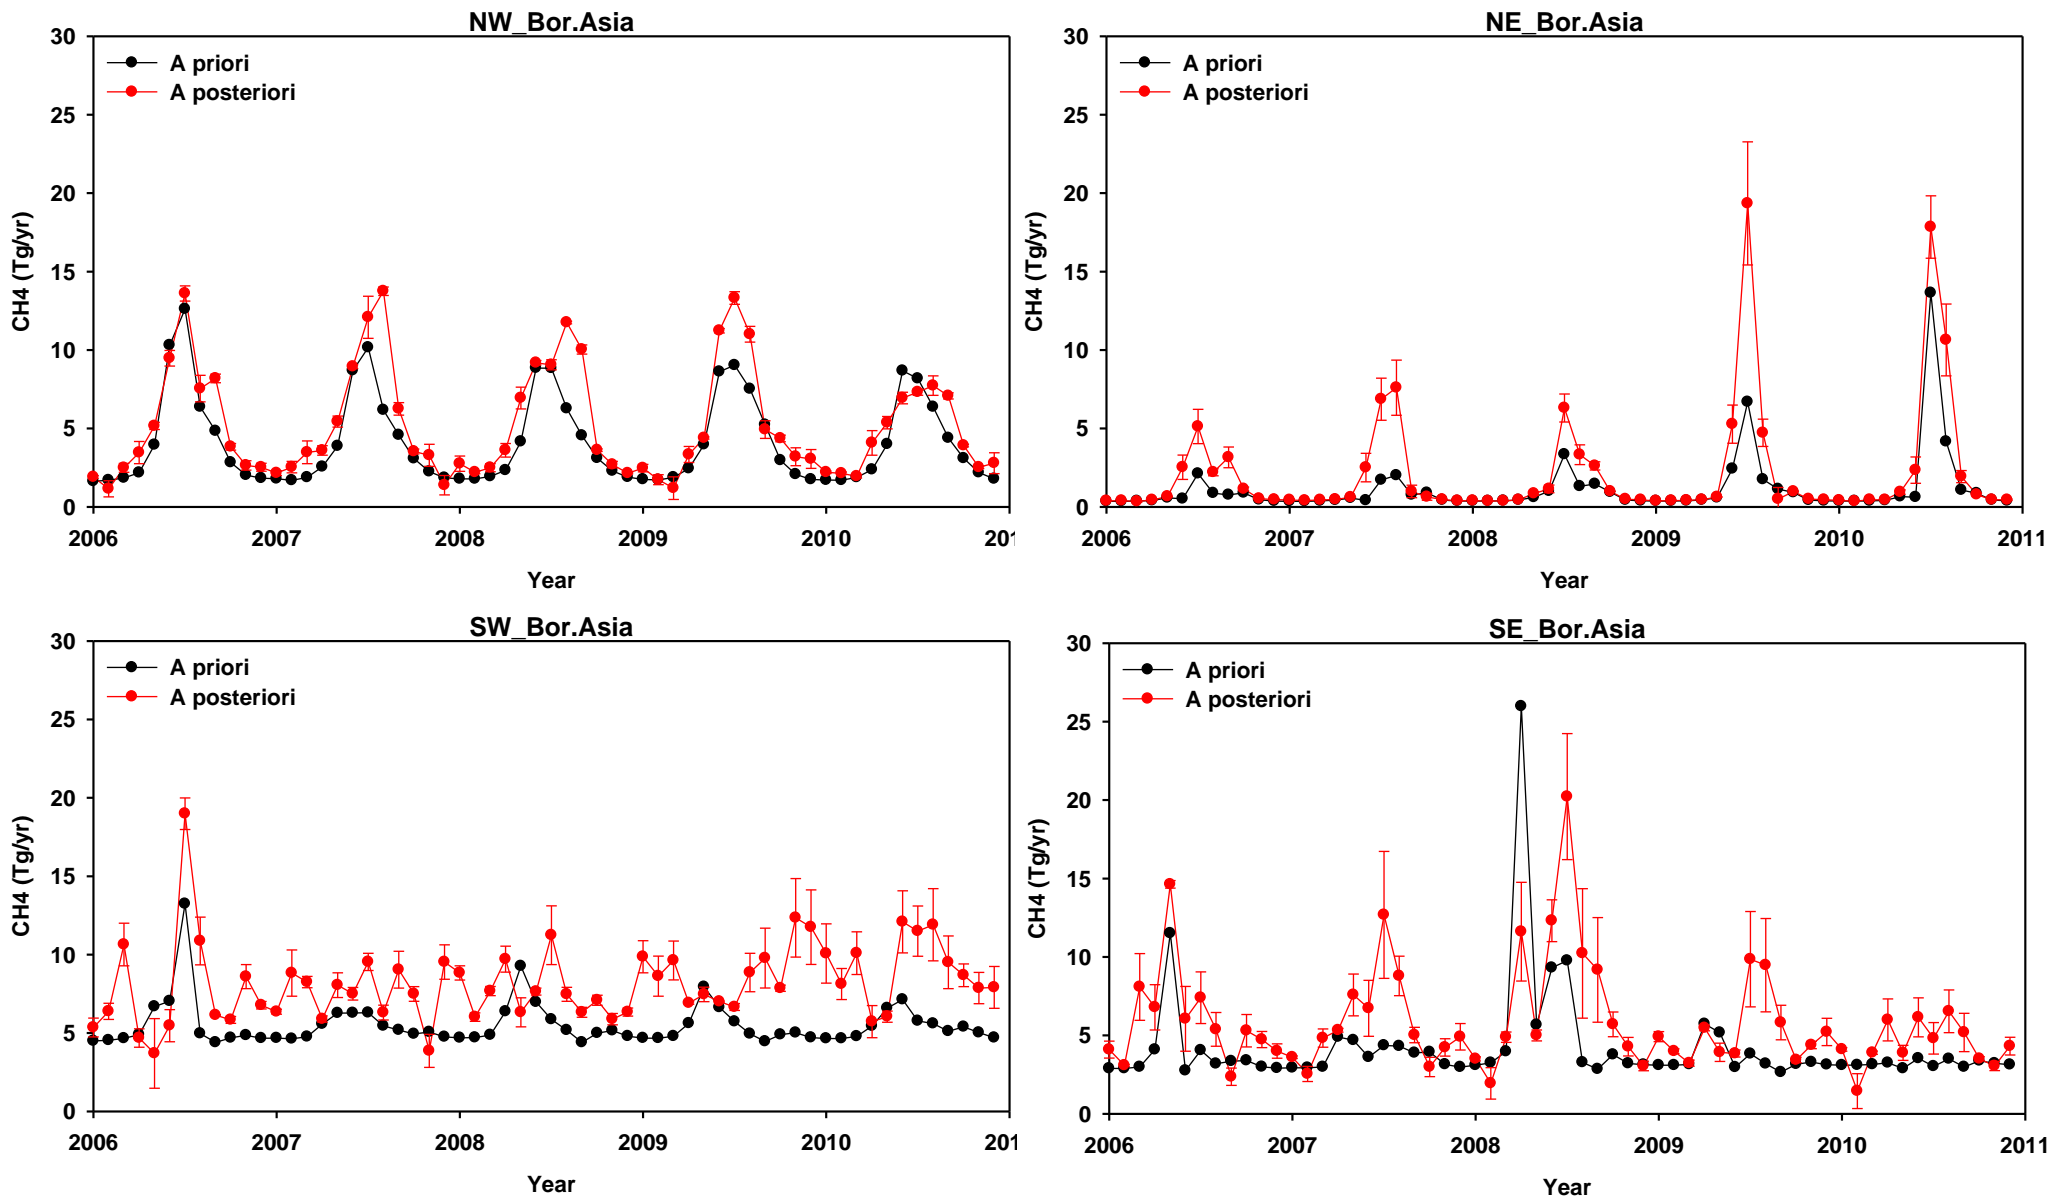 NW_Bor.Asia
30
25
20
15
10
5
0
CH4 (Tg/yr)
A priori
A posteriori
2006 2007 2008 2009 2010 201
Year
NE_Bor.Asia
30
25
20
15
10
5
0
CH4 (Tg/yr)
A priori
A posteriori
2006 2007 2008 2009 2010 2011
Year
SW_Bor.Asia
30
25
20
15
10
5
0
CH4 (Tg/yr)
A priori
A posteriori
2006 2007 2008 2009 2010 201
Year
SE_Bor.Asia
30
25
20
15
10
5
0
CH4 (Tg/yr)
A priori
A posteriori
2006 2007 2008 2009 2010 2011
Year